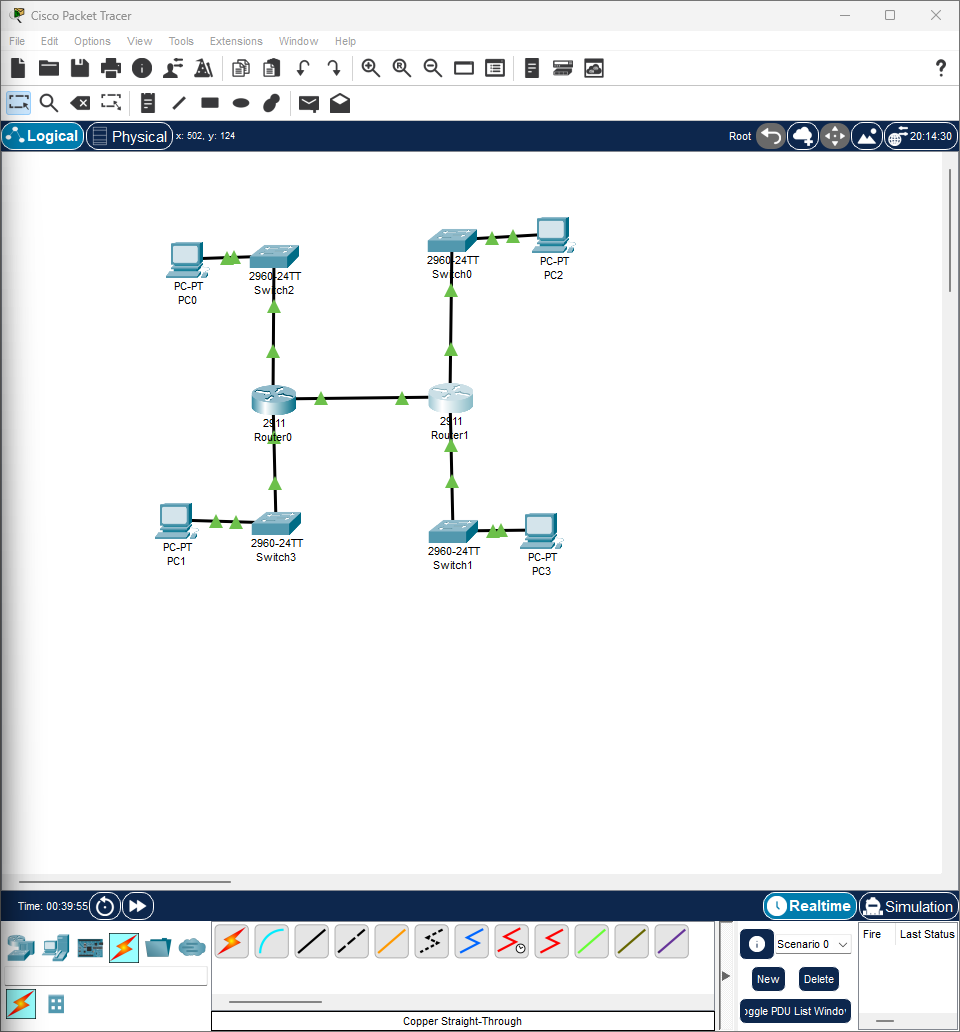 Cisco Packet Tracer
File Edit Options View Tools Extensions Window Help
Logical Physical x: 502, y: 124 Root 20:14:30
PC-PT
PC0
2960-24TT
Switch2
2960-24TT
Switch0
PC-PT
PC2
2911
Router0
2911
Router1
PC-PT
PC1
2960-24TT
Switch3
2960-24TT
Switch1
PC-PT
PC3
Time: 00:39:55 Realtime Simulation
Scenario 0
New Delete
oggle PDU List Windo
Fire Last Status
Copper Straight-Through